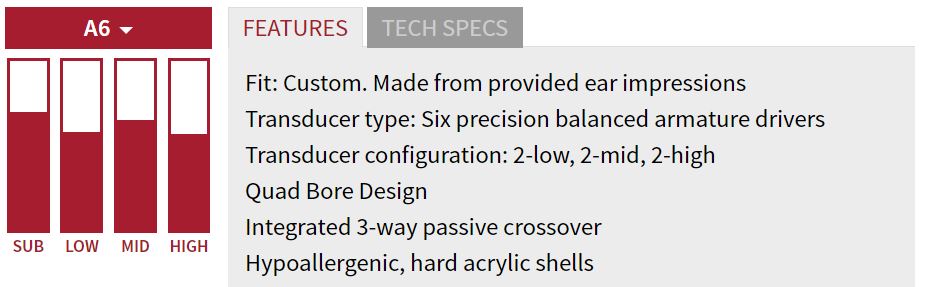 A6
FEATURES TECH SPECS
Fit: Custom. Made from provided ear impressions
Transducer type: Six precision balanced armature drivers
Transducer configuration: 2-low, 2-mid, 2-high
Quad Bore Design
Integrated 3-way passive crossover
Hypoallergenic, hard acrylic shells
SUB LOW MID HIGH